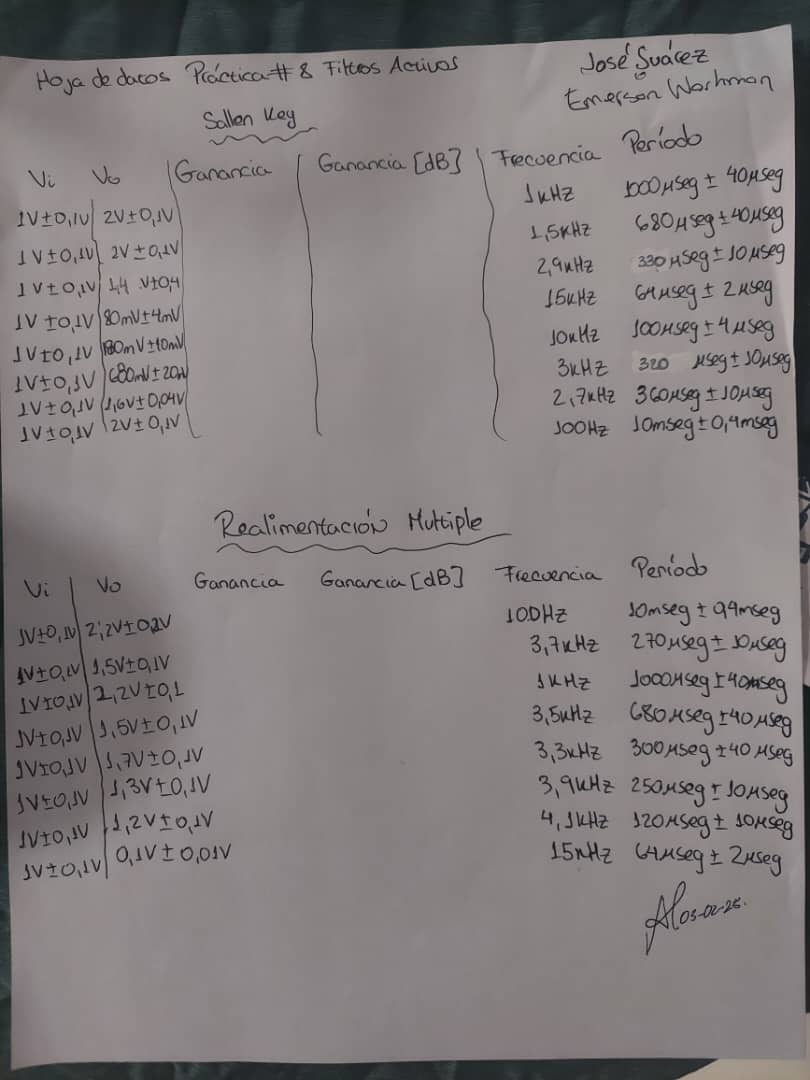 Hoja de datos Práctica # 8 Filtros Activos
José Suárez
Emerson Washman
Sallen Key
Vi Vo Ganancia Ganancia [dB] Frecuencia Período
1V±0,1V 2V±0,1V 1kHz 1000μseg ± 40μseg
1V±0,1V 2V±0,1V 1,5kHz 680μseg ±40μseg
1V±0,1V 1,4 V±0,4 2,9kHz 330μseg±10μseg
1V±0,1V 80mV±4mV 15kHz 64μseg ± 2μseg
1V±0,1V 180mV±10mV 10kHz 100μseg ±4μseg
1V±0,1V 680mV±20m 3kHz 320 μseg±10μseg
1V±0,1V 1,6V±0,04V 2,7kHz 360μseg±10μseg
1V±0,1V 2V±0,1V 100Hz 10mseg±0,4mseg
Realimentación Multiple
Vi Vo Ganancia Ganancia [dB] Frecuencia Período
1V±0,1V 2,2V±0,2V 100Hz 10mseg ± 0,4mseg
1V±0,1V 1,5V±0,1V 3,7kHz 270μseg± 10μseg
1V±0,1V 2,2V±0,1 1kHz 1000μseg±40μseg
1V±0,1V 1,5V±0,1V 3,5kHz 680μseg±40μseg
1V±0,1V 1,7V±0,1V 3,3kHz 300μseg ±40μseg
1V±0,1V 1,3V±0,1V 3,9kHz 250μseg±10μseg
1V±0,1V 1,2V±0,1V 4,1kHz 120μseg ± 10μseg
1V±0,1V 0,1V±0,01V 15kHz 64μseg± 2μseg
03-02-25.